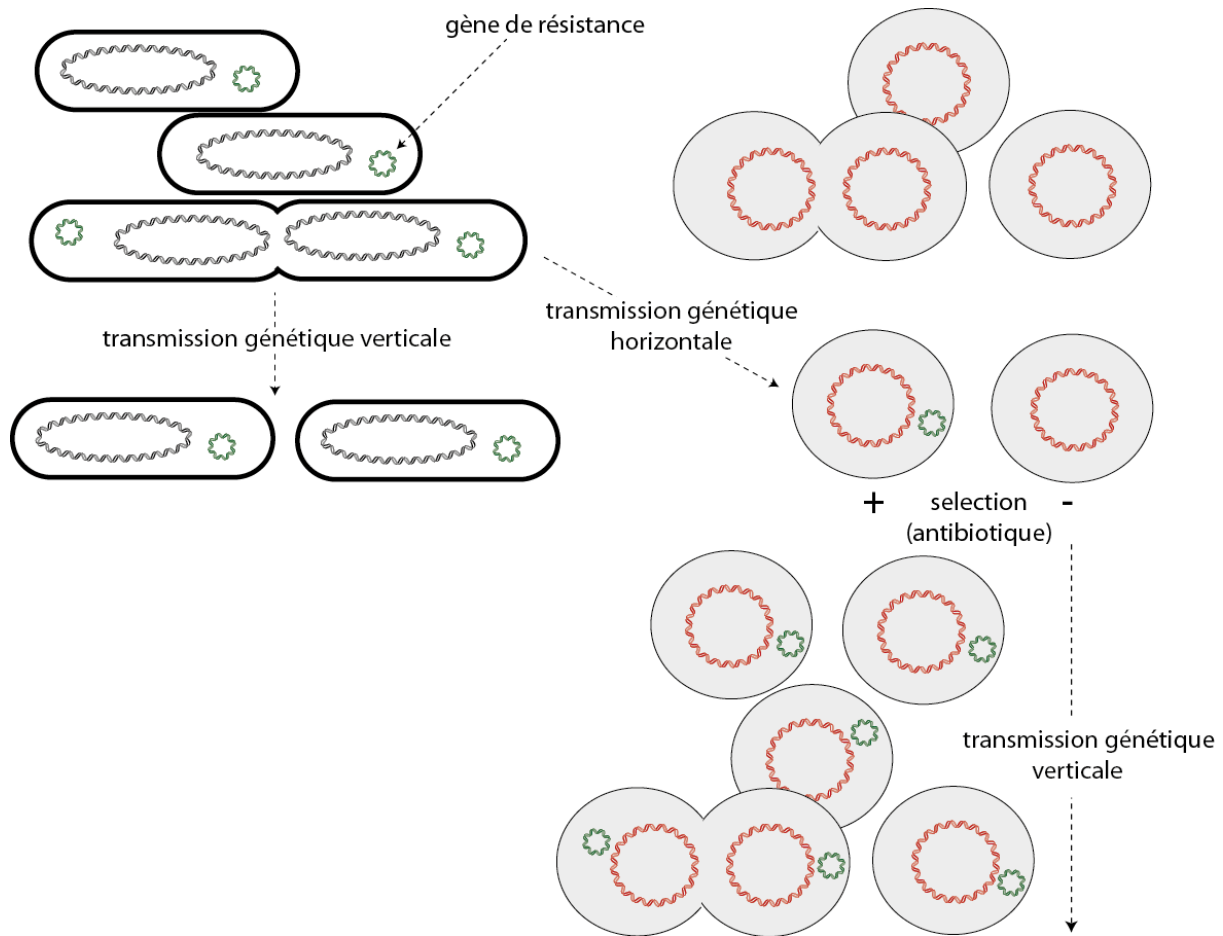 gène de résistance
transmission génétique verticale
transmission génétique
horizontale
+ selection -
(antibiotique)
transmission génétique
verticale